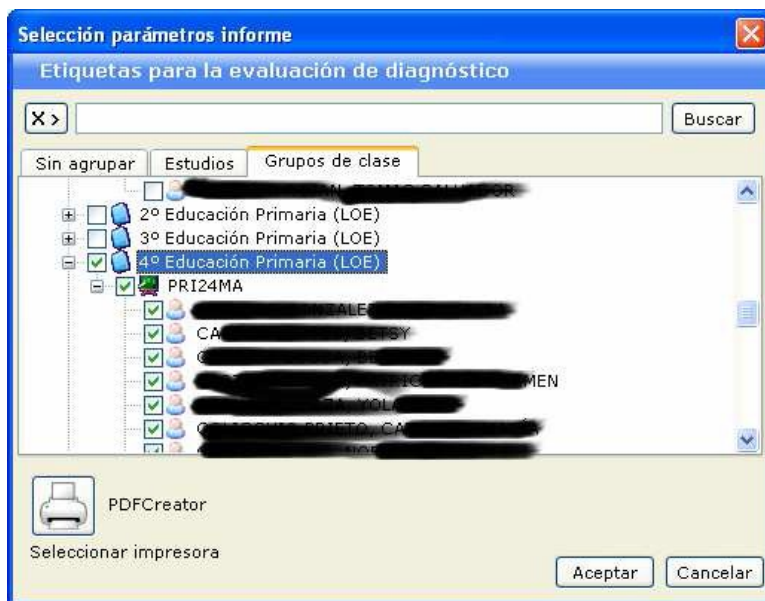 Selección parámetros informe
Etiquetas para la evaluación de diagnóstico
X > Buscar
Sin agrupar Estudios Grupos de clase
2º Educación Primaria (LOE)
3º Educación Primaria (LOE)
4º Educación Primaria (LOE)
PRI24MA
PDFCreator
Seleccionar impresora
Aceptar Cancelar